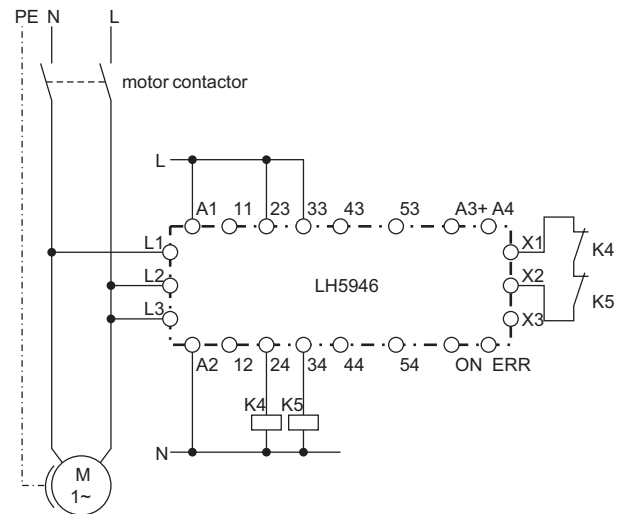 PE N L
motor contactor
L
A1 11 23 33 43 53 A3+ A4
L1
X1
K4
L2
LH5946
X2
K5
L3
X3
A2 12 24 34 44 54 ON ERR
K4 K5
N
M
1~